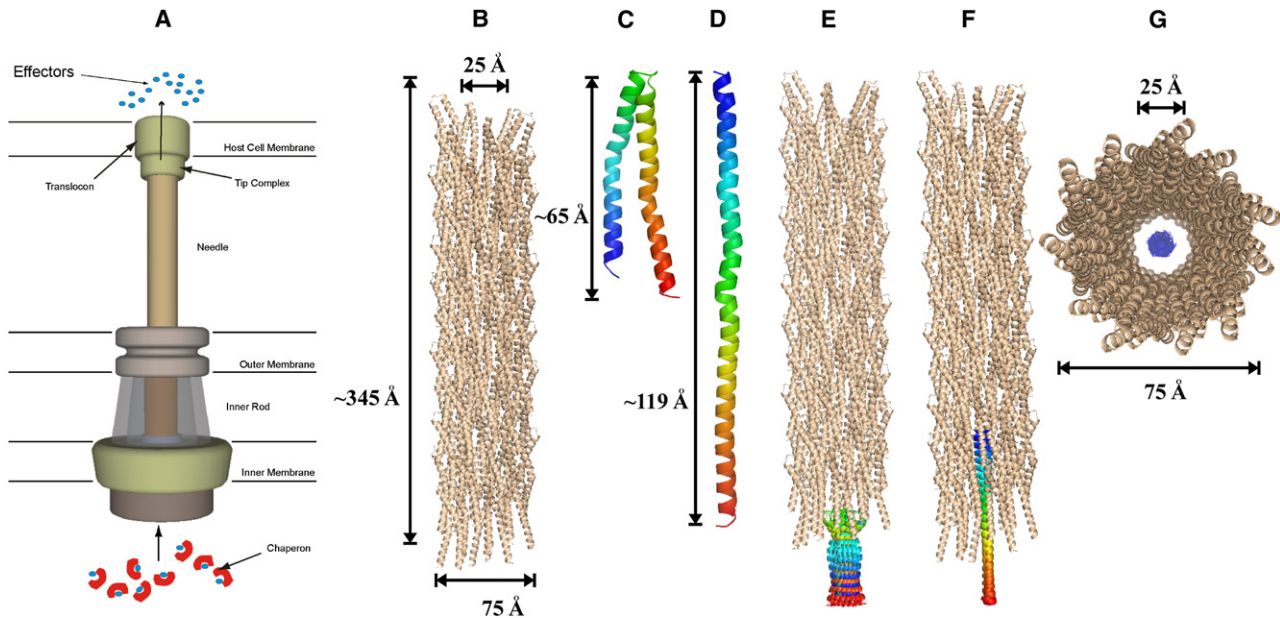 A
B
C
D
E
F
G
Effectors
Host Cell Membrane
Translocon
Tip Complex
Needle
Outer Membrane
Inner Rod
Inner Membrane
Chaperon
25 Å
~345 Å
75 Å
~65 Å
~119 Å
25 Å
75 Å